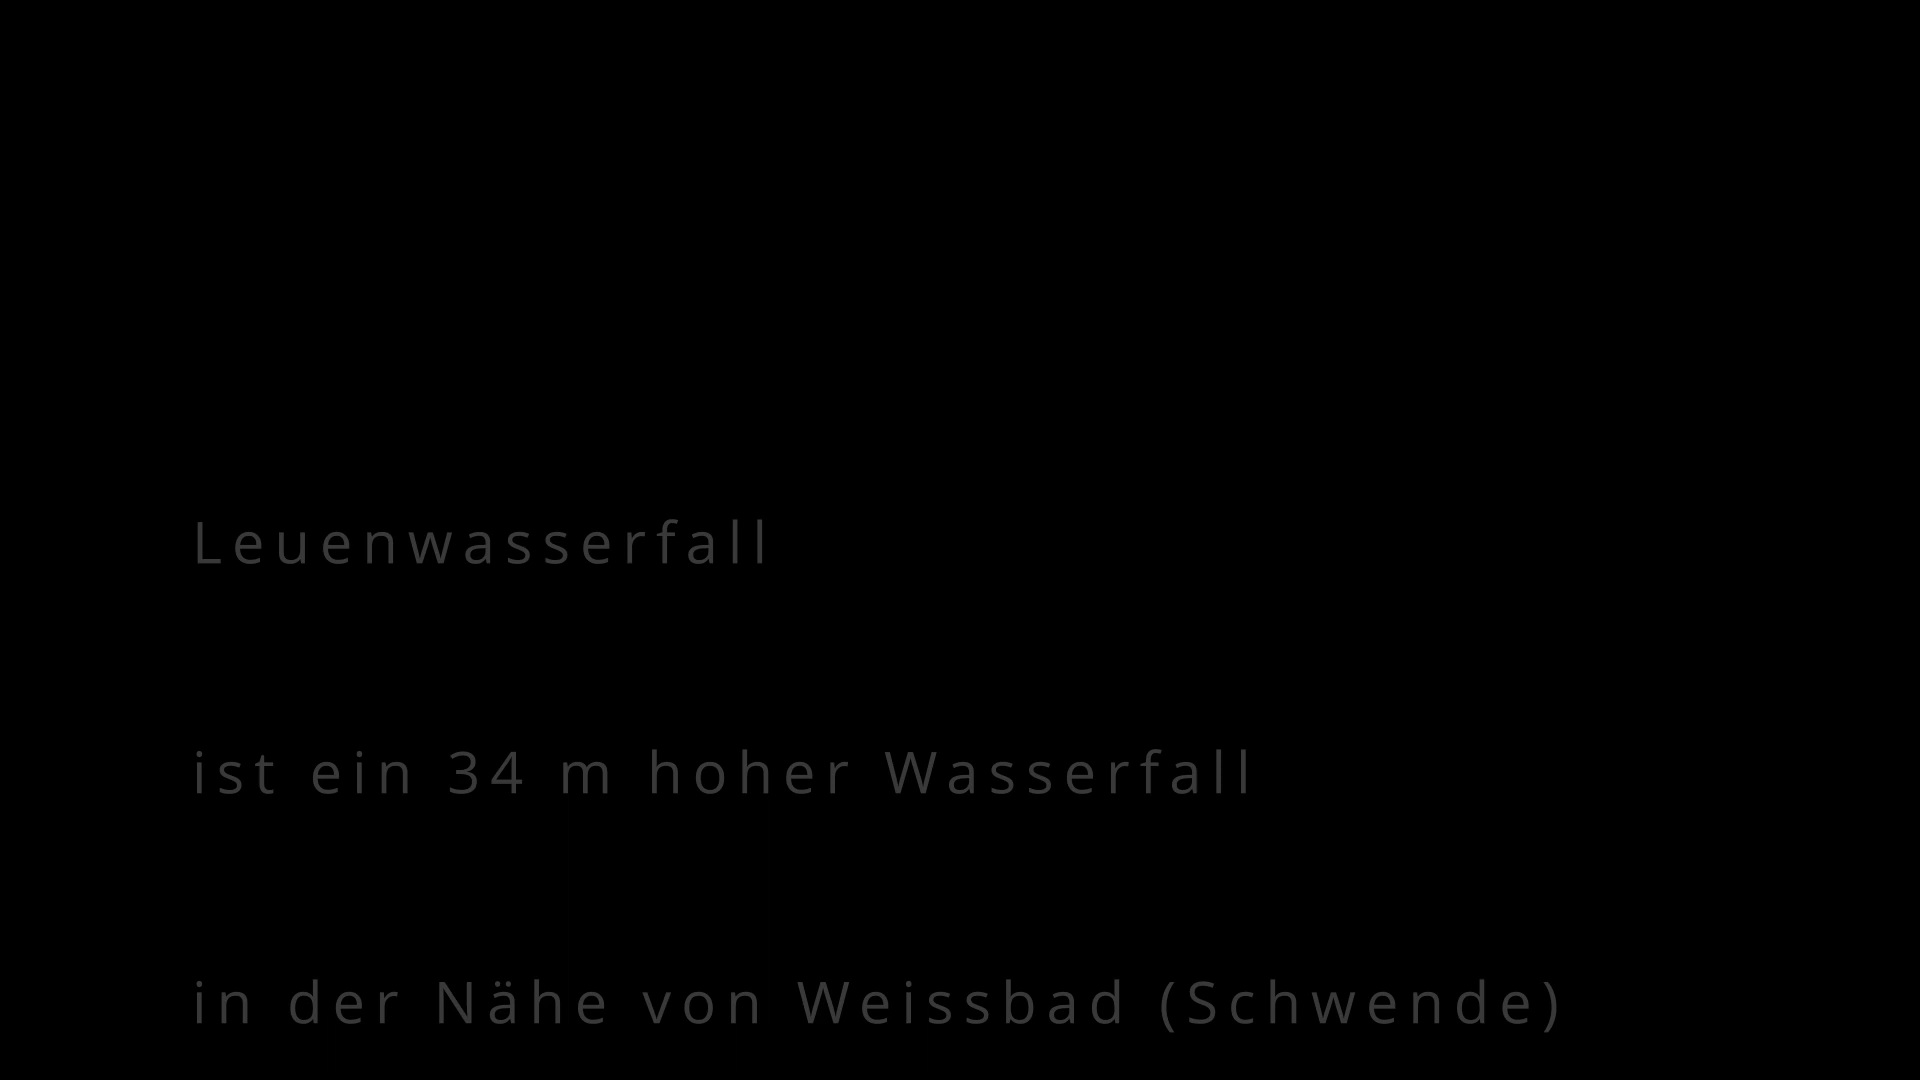 Leuenwasserfall
ist ein 34 m hoher Wasserfall
in der Nähe von Weissbad (Schwende)